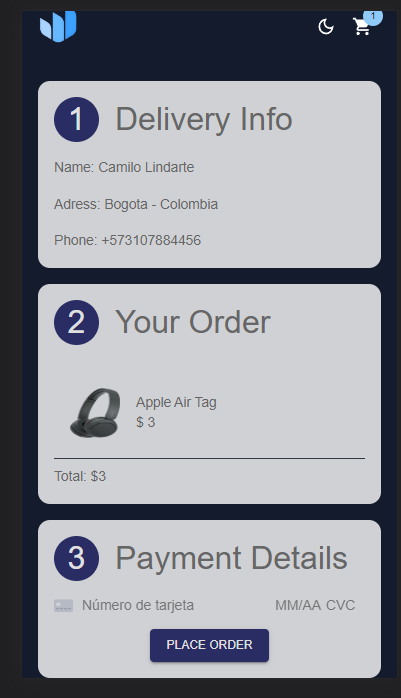 1
1 Delivery Info
Name: Camilo Lindarte
Adress: Bogota - Colombia
Phone: +573107884456
2 Your Order
Apple Air Tag
$ 3
Total: $3
3 Payment Details
Número de tarjeta MM/AA CVC
PLACE ORDER